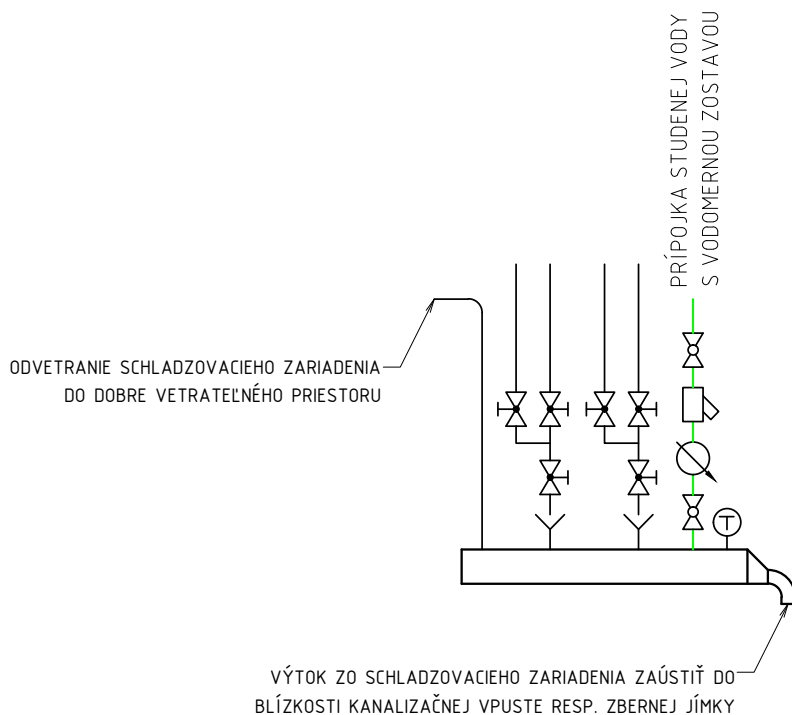 PRÍPOJKA STUDENEJ VODY
S VODOMERNOU ZOSTAVOU
ODVETRANIE SCHLADZOVACIEHO ZARIADENIA
DO DOBRE VETRATEĽNÉHO PRIESTORU
T
VÝTOK ZO SCHLADZOVACIEHO ZARIADENIA ZAÚSTIŤ DO
BLÍZKOSTI KANALIZAČNEJ VPUSTE RESP. ZBERNEJ JÍMKY